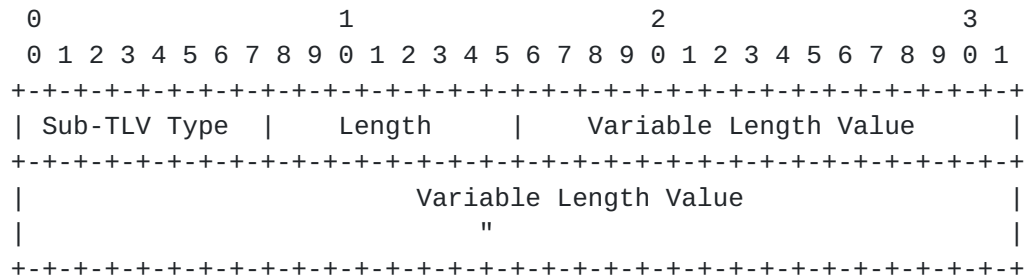 0                   1                   2                   3
 0 1 2 3 4 5 6 7 8 9 0 1 2 3 4 5 6 7 8 9 0 1 2 3 4 5 6 7 8 9 0 1
+-+-+-+-+-+-+-+-+-+-+-+-+-+-+-+-+-+-+-+-+-+-+-+-+-+-+-+-+-+-+-+-+
| Sub-TLV Type  |    Length     |    Variable Length Value      |
+-+-+-+-+-+-+-+-+-+-+-+-+-+-+-+-+-+-+-+-+-+-+-+-+-+-+-+-+-+-+-+-+
|                         Variable Length Value                 |
|                             "                                 |
+-+-+-+-+-+-+-+-+-+-+-+-+-+-+-+-+-+-+-+-+-+-+-+-+-+-+-+-+-+-+-+-+